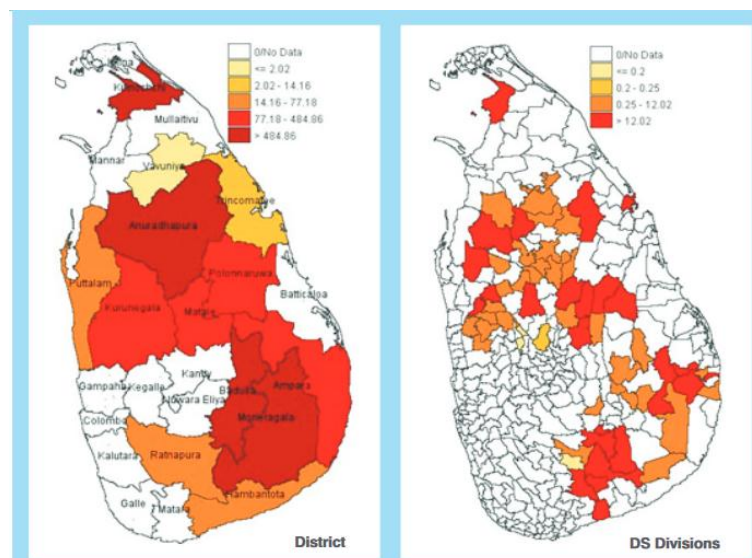 0/No Data
<= 2.02
2.02 - 14.16
14.16 - 77.18
77.18 - 484.86
> 484.86
Kilinochchi
Mullaitivu
Mannar
Vavuniya
Trincomalee
Anuradhapura
Puttalam
Polonnaruwa
Batticaloa
Kurunegala
Matale
Kandy
Ampara
Gampaha
Kegalle
Badulla
Nuwara Eliya
Moneragala
Colombo
Ratnapura
Kalutara
Hambantota
Galle
Matara
District
0/No Data
<= 0.2
0.2 - 0.25
0.25 - 12.02
> 12.02
DS Divisions